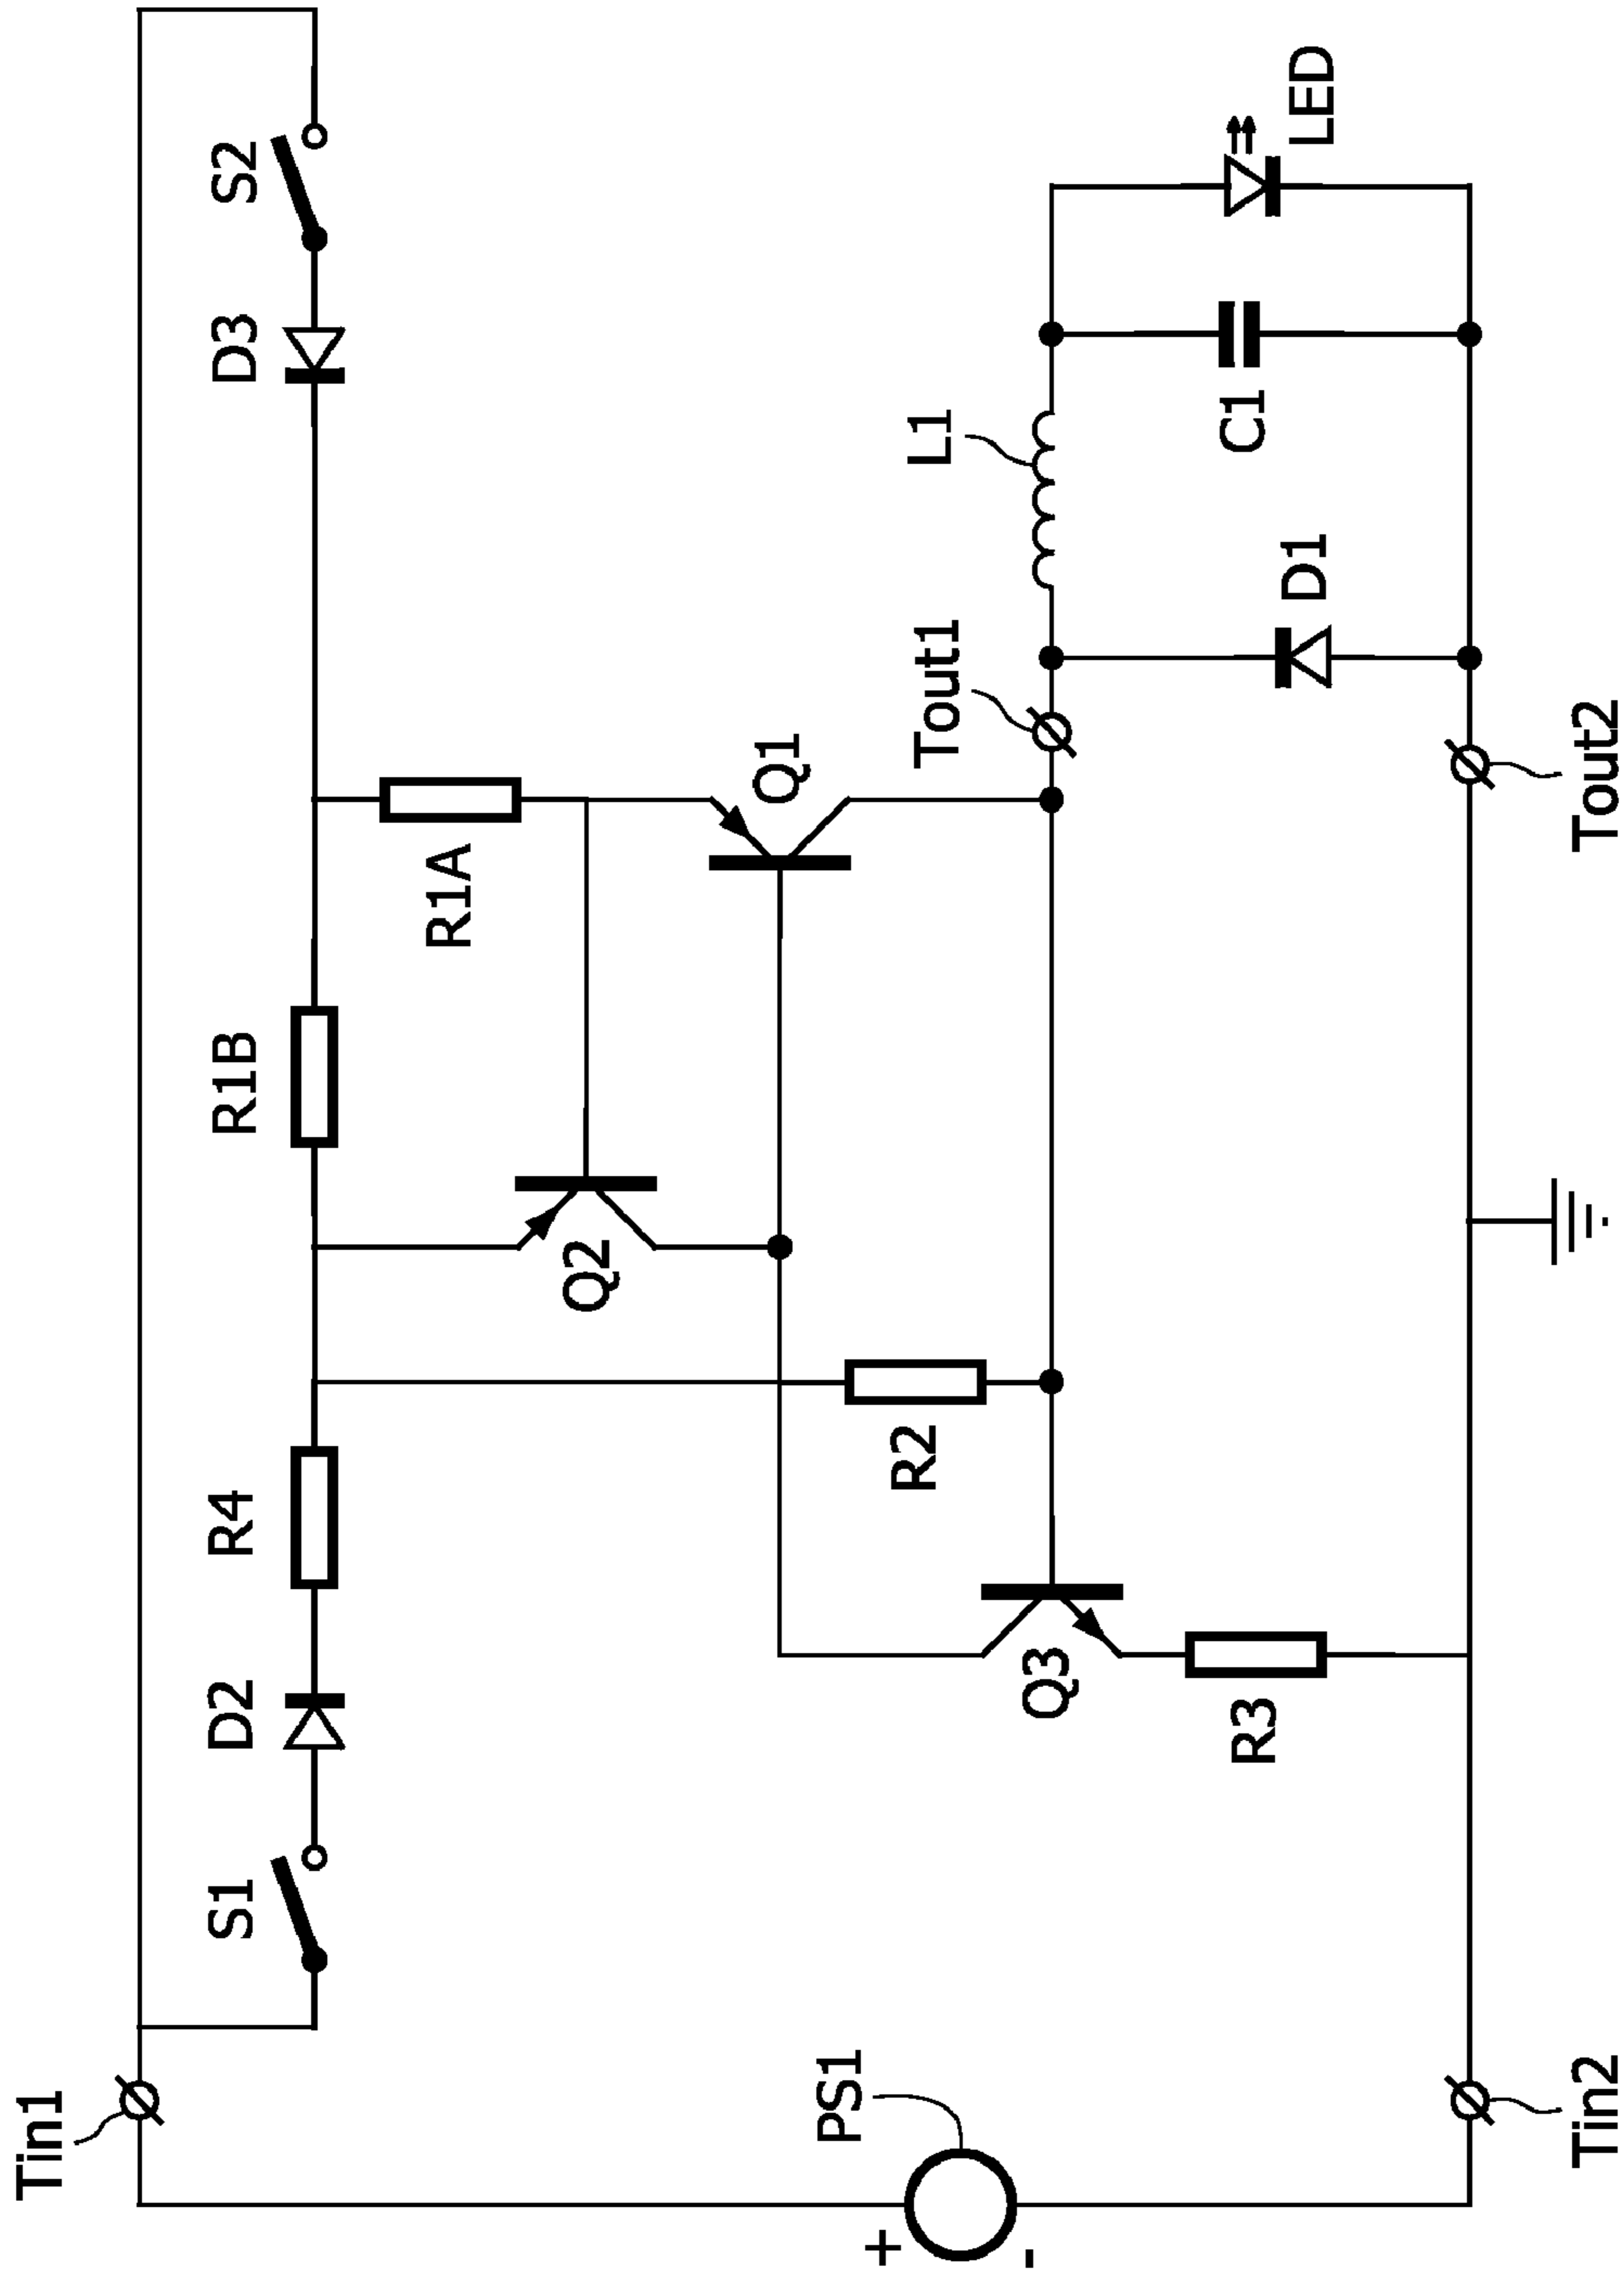 Tin1
S1
D2
R4
R1B
D3
S2
R1A
Q2
Q1
R2
Q3
R3
Tout1
L1
D1
C1
LED
PS1
+
-
Tin2
Tout2